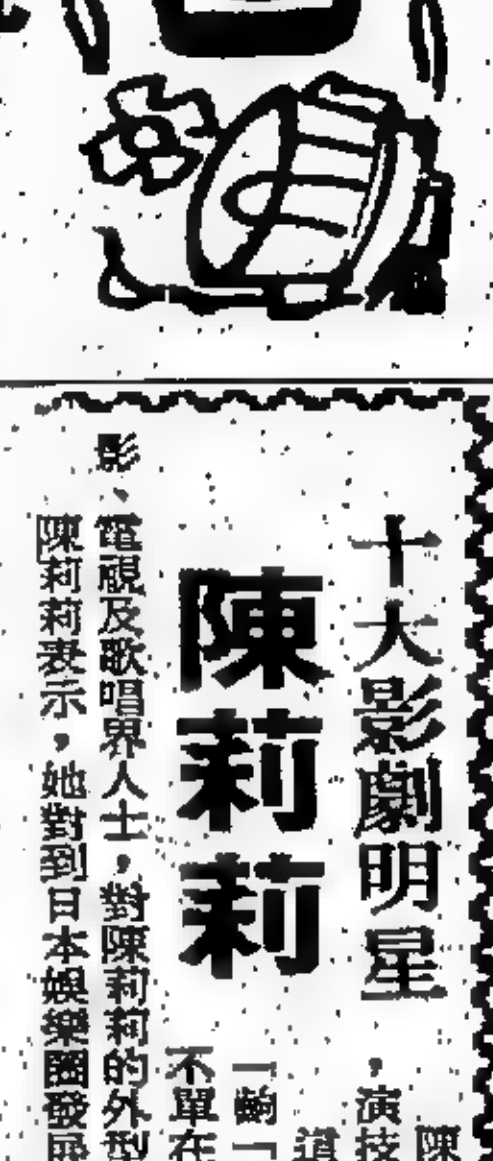 十大影劇明星
陳莉莉
陳
，演技
道
一齣「
不單在
影、電視及歌唱界人士，對陳莉莉的外型
陳莉莉表示，她對到日本娛樂圈發展